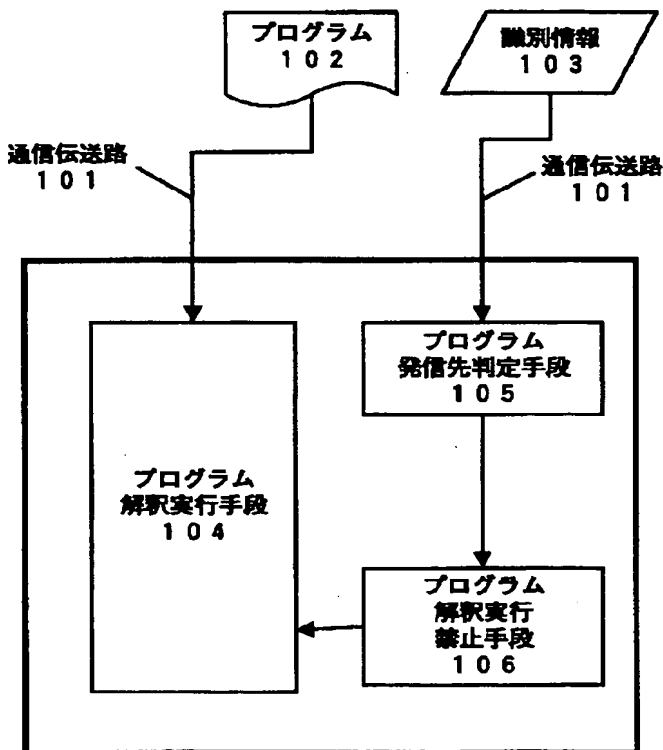 プログラム
１０２
識別情報
１０３
通信伝送路
１０１
通信伝送路
１０１
プログラム
発信先判定手段
１０５
プログラム
解釈実行手段
１０４
プログラム
解釈実行
禁止手段
１０６